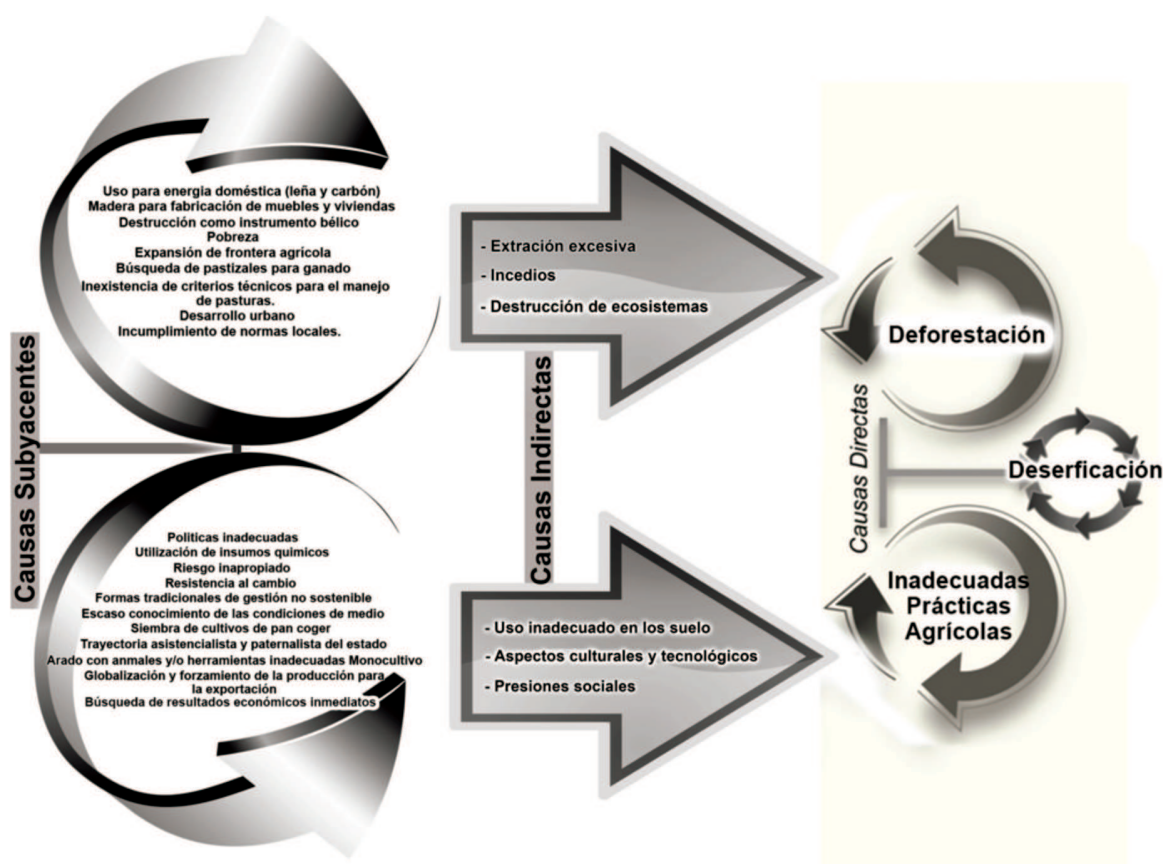 Uso para energia doméstica (leña y carbón)
Madera para fabricación de muebles y viviendas
Destrucción como instrumento bélico
Pobreza
Expansión de frontera agrícola
Búsqueda de pastizales para ganado
Inexistencia de criterios técnicos para el manejo
de pasturas.
Desarrollo urbano
Incumplimiento de normas locales.
Causas Subyacentes
Politicas inadecuadas
Utilización de insumos quimicos
Riesgo inapropiado
Resistencia al cambio
Formas tradicionales de gestión no sostenible
Escaso conocimiento de las condiciones de medio
Siembra de cultivos de pan coger
Trayectoria asistencialista y paternalista del estado
Arado con anmales y/o herramientas inadecuadas Monocultivo
Globalización y forzamiento de la producción para
la exportación
Búsqueda de resultados económicos inmediatos
- Extración excesiva
- Incedios
- Destrucción de ecosistemas
Causas Indirectas
- Uso inadecuado en los suelo
- Aspectos culturales y tecnológicos
- Presiones sociales
Deforestación
Causas Directas
Deserficación
Inadecuadas
Prácticas
Agrícolas